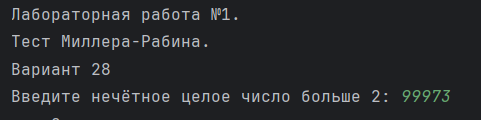 Лабораторная работа №1.
Тест Миллера-Рабина.
Вариант 28
Введите нечётное целое число больше 2: 99973